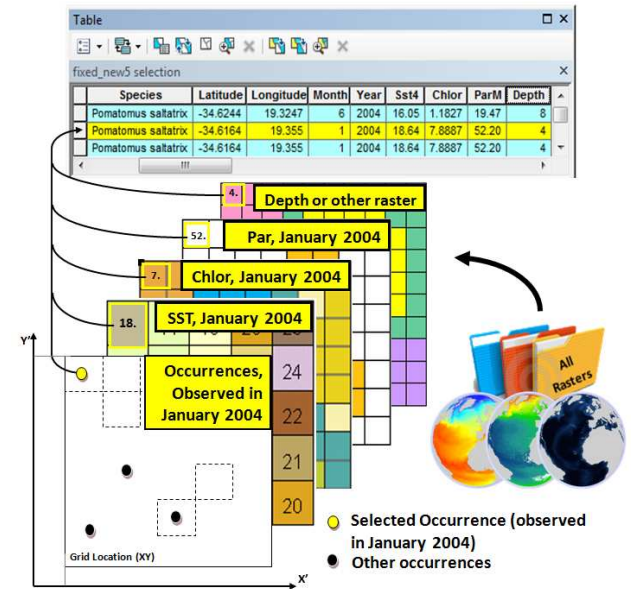 Table
fixed_new5 selection
Species Latitude Longitude Month Year Sst4 Chlor ParM Depth
Pomatomus saltatrix -34.6244 19.3247 6 2004 16.05 1.1827 19.47 8
Pomatomus saltatrix -34.6164 19.355 1 2004 18.64 7.8887 52.20 4
Pomatomus saltatrix -34.6164 19.355 1 2004 18.64 7.8887 52.20 4
4.
Depth or other raster
52.
Par, January 2004
7.
Chlor, January 2004
18.
SST, January 2004
Y'
Occurrences,
Observed in
January 2004
24
22
21
20
All
Rasters
Grid Location (XY)
X'
Selected Occurrence (observed
in January 2004)
Other occurrences